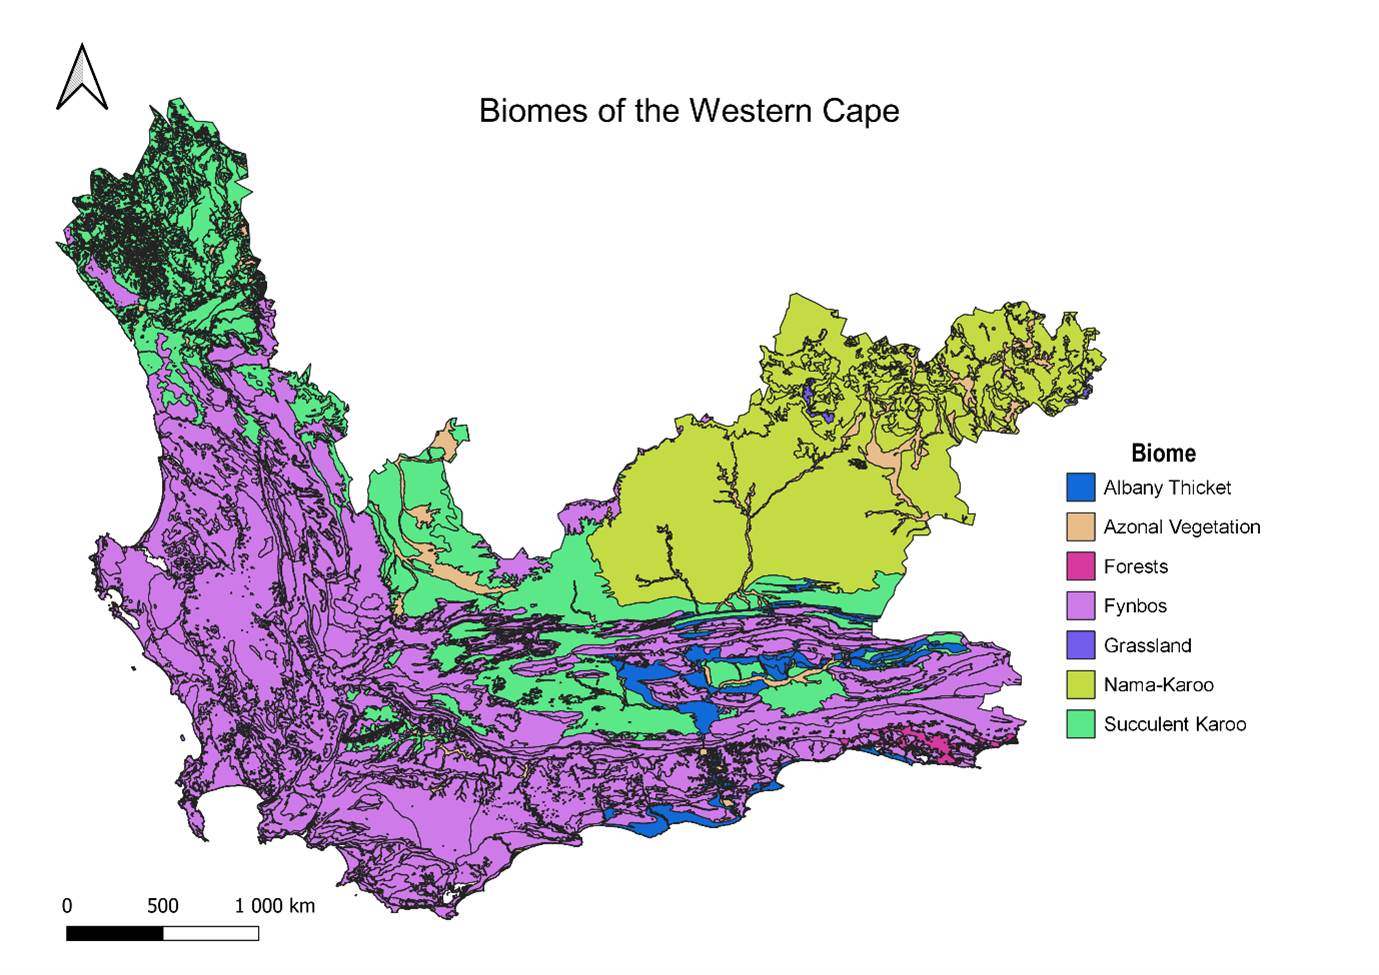 Biomes of the Western Cape
Biome
Albany Thicket
Azonal Vegetation
Forests
Fynbos
Grassland
Nama-Karoo
Succulent Karoo
0 500 1 000 km